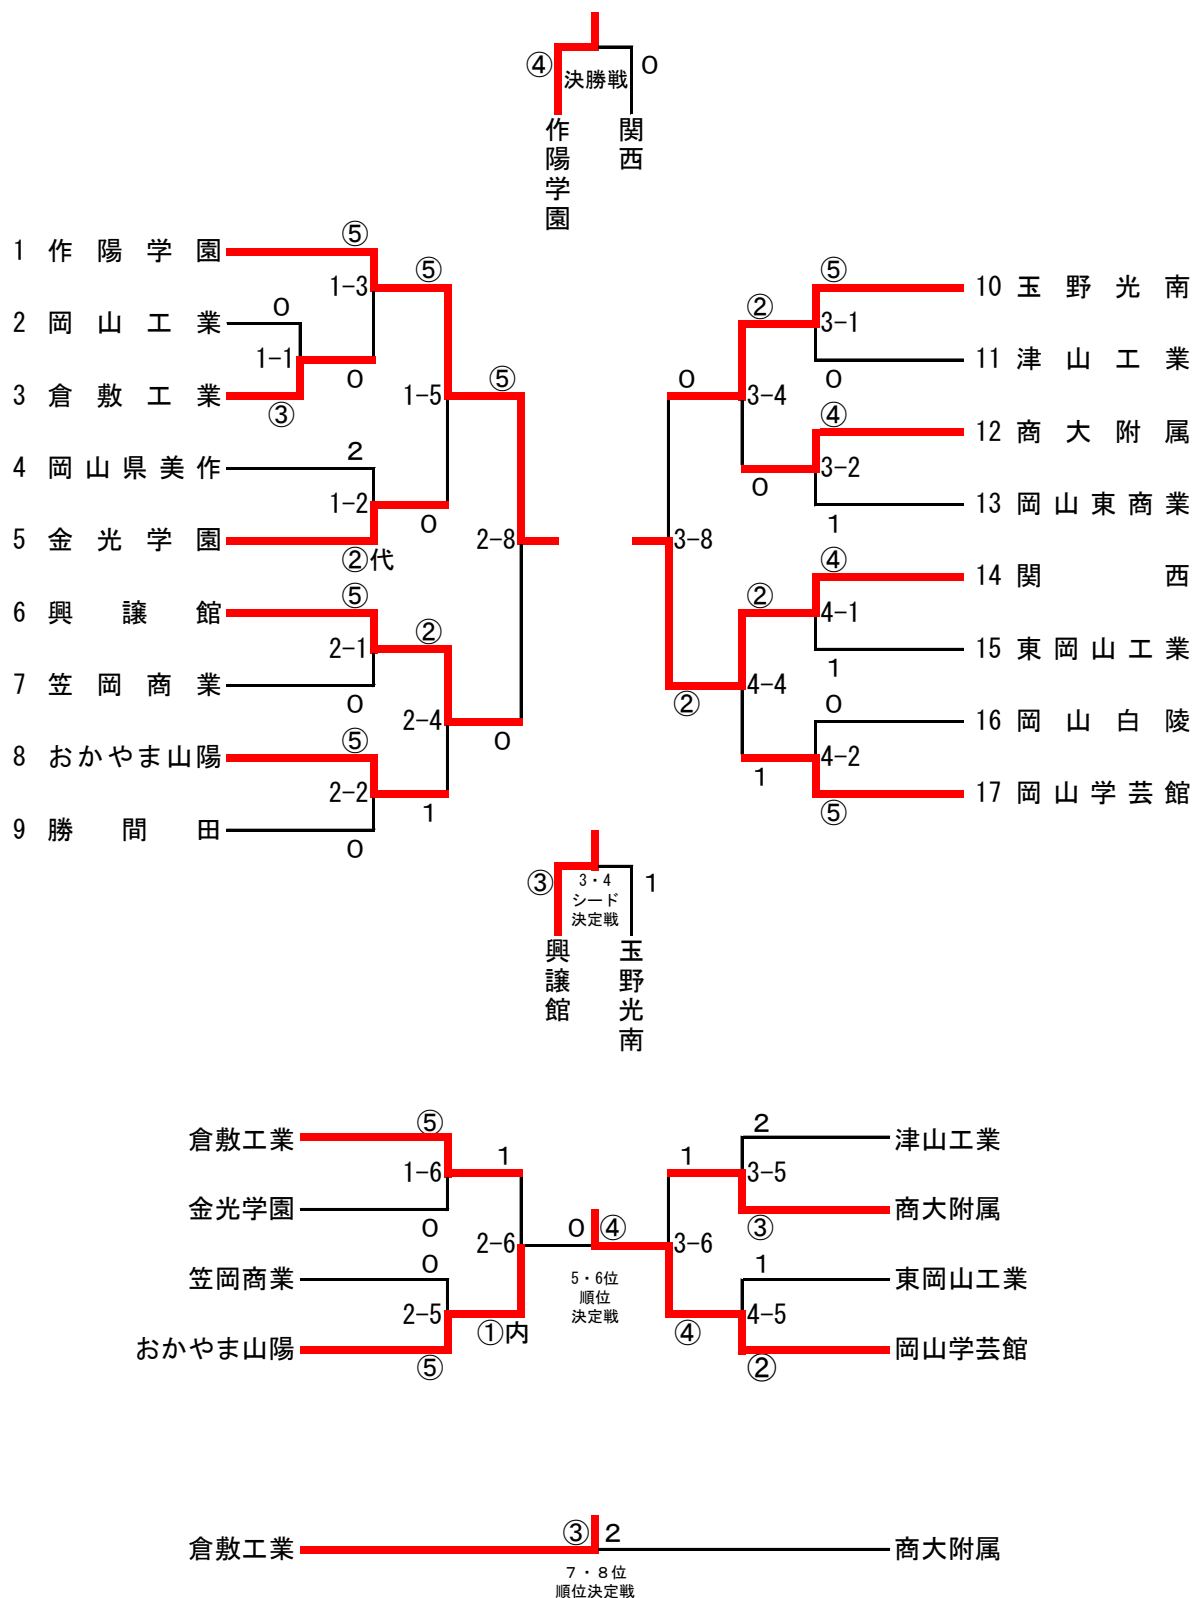 ④ 0
決勝戦
作陽学園
関西
1 作陽学園
⑤
1-3
⑤
2 岡山工業
0
1-1
3 倉敷工業
③
0
1-5
⑤
4 岡山県美作
2
1-2
0
5 金光学園
②代
2-8
6 興譲館
⑤
2-1
②
7 笠岡商業
0
2-4
0
8 おかやま山陽
⑤
2-2
1
9 勝間田
0
⑤
10 玉野光南
②
3-1
11 津山工業
0
0
3-4
④
12 商大附属
3-2
0
13 岡山東商業
1
3-8
④
14 関西
②
4-1
15 東岡山工業
1
4-4
②
0
16 岡山白陵
4-2
1
17 岡山学芸館
⑤
③ 1
3・4
シード
決定戦
興譲館
玉野光南
倉敷工業
⑤
1-6
1
金光学園
0
2-6
笠岡商業
0
2-5
①内
おかやま山陽
⑤
0 ④
5・6位
順位
決定戦
2
津山工業
1
3-5
商大附属
③
3-6
1
東岡山工業
4-5
④
岡山学芸館
②
倉敷工業
③ 2
商大附属
7・8位
順位決定戦